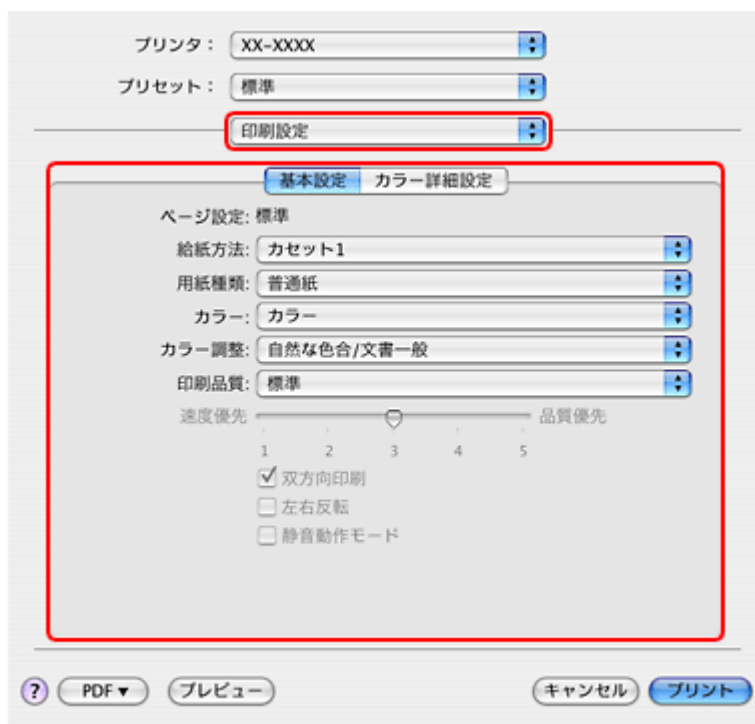 プリンタ： XX-XXXX
プリセット： 標準
印刷設定
基本設定 カラー詳細設定
ページ設定: 標準
給紙方法: カセット1
用紙種類: 普通紙
カラー: カラー
カラー調整: 自然な色合/文書一般
印刷品質: 標準
速度優先 品質優先
1 2 3 4 5
双方向印刷
左右反転
静音動作モード
? PDF▼ プレビュー キャンセル プリント